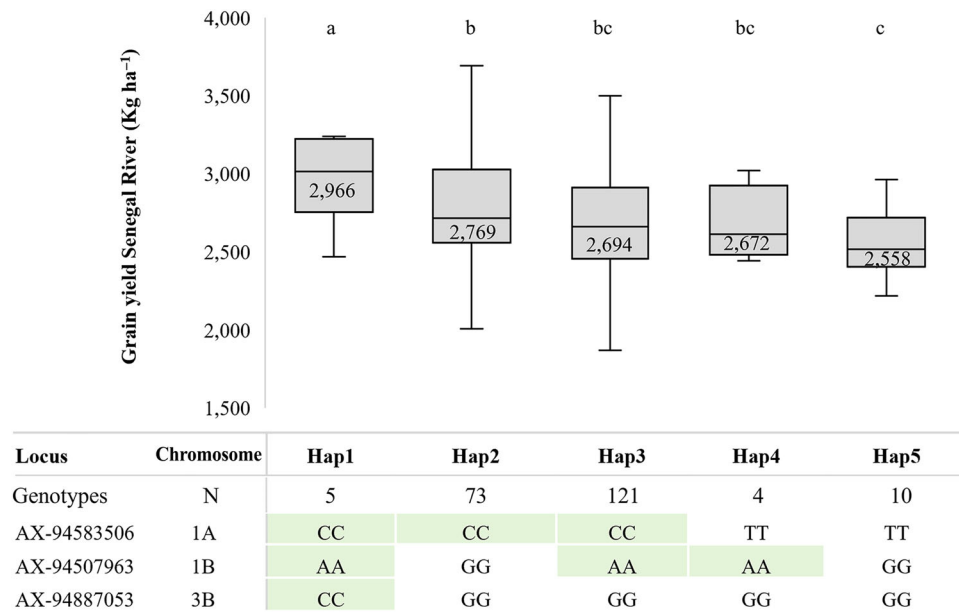 Grain yield Senegal River (Kg ha⁻¹)
4,000
3,500
3,000
2,500
2,000
1,500
a b bc bc c
2,966 2,769 2,694 2,672 2,558
Locus Chromosome Hap1 Hap2 Hap3 Hap4 Hap5
Genotypes N 5 73 121 4 10
AX-94583506 1A CC CC CC TT TT
AX-94507963 1B AA GG AA AA GG
AX-94887053 3B CC GG GG GG GG